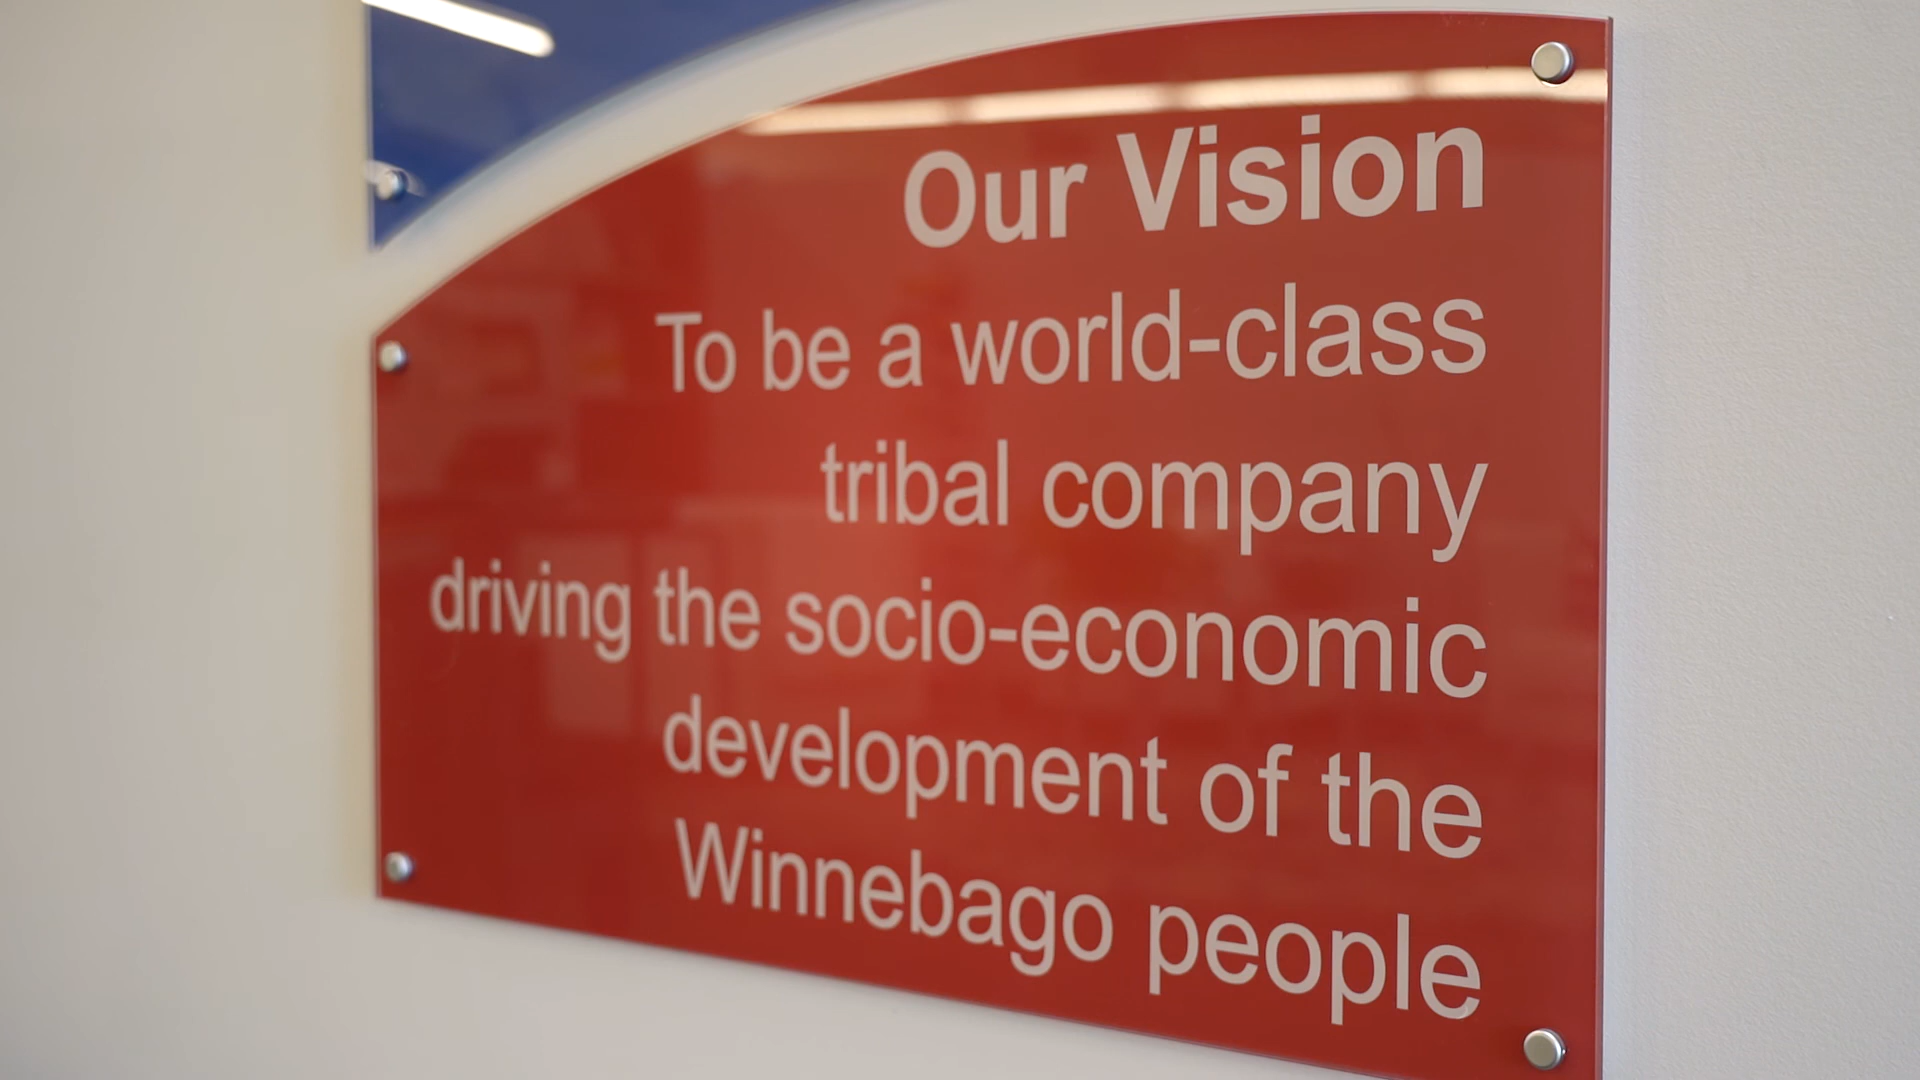 Our Vision
To be a world-class
tribal company
driving the socio-economic
development of the
Winnebago people